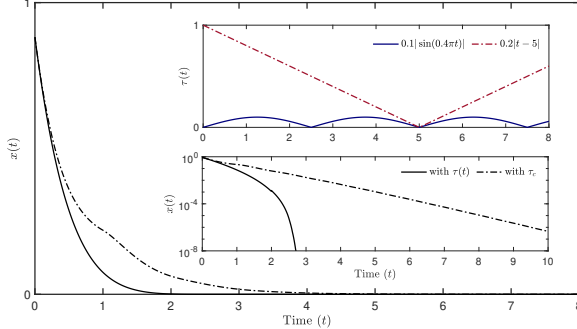 1
x(t)
0
0 1 2 3 4 5 6 7 8
Time (t)
1
τ(t)
0
0 1 2 3 4 5 6 7 8
0.1| sin(0.4πt)| 0.2|t − 5|
10^0
10^-4
10^-8
x(t)
with τ(t) with τ_c
0 1 2 3 4 5 6 7 8 9 10
Time (t)